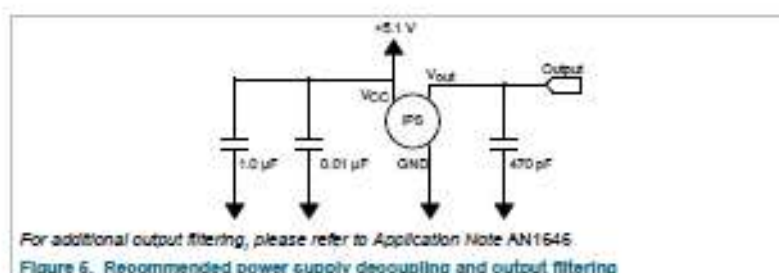 +5.1 V
Vout
Output
VCC
IPS
1.0 µF
0.01 µF
GND
470 pF
For additional output filtering, please refer to Application Note AN1646
Figure 5. Recommended power supply decoupling and output filtering